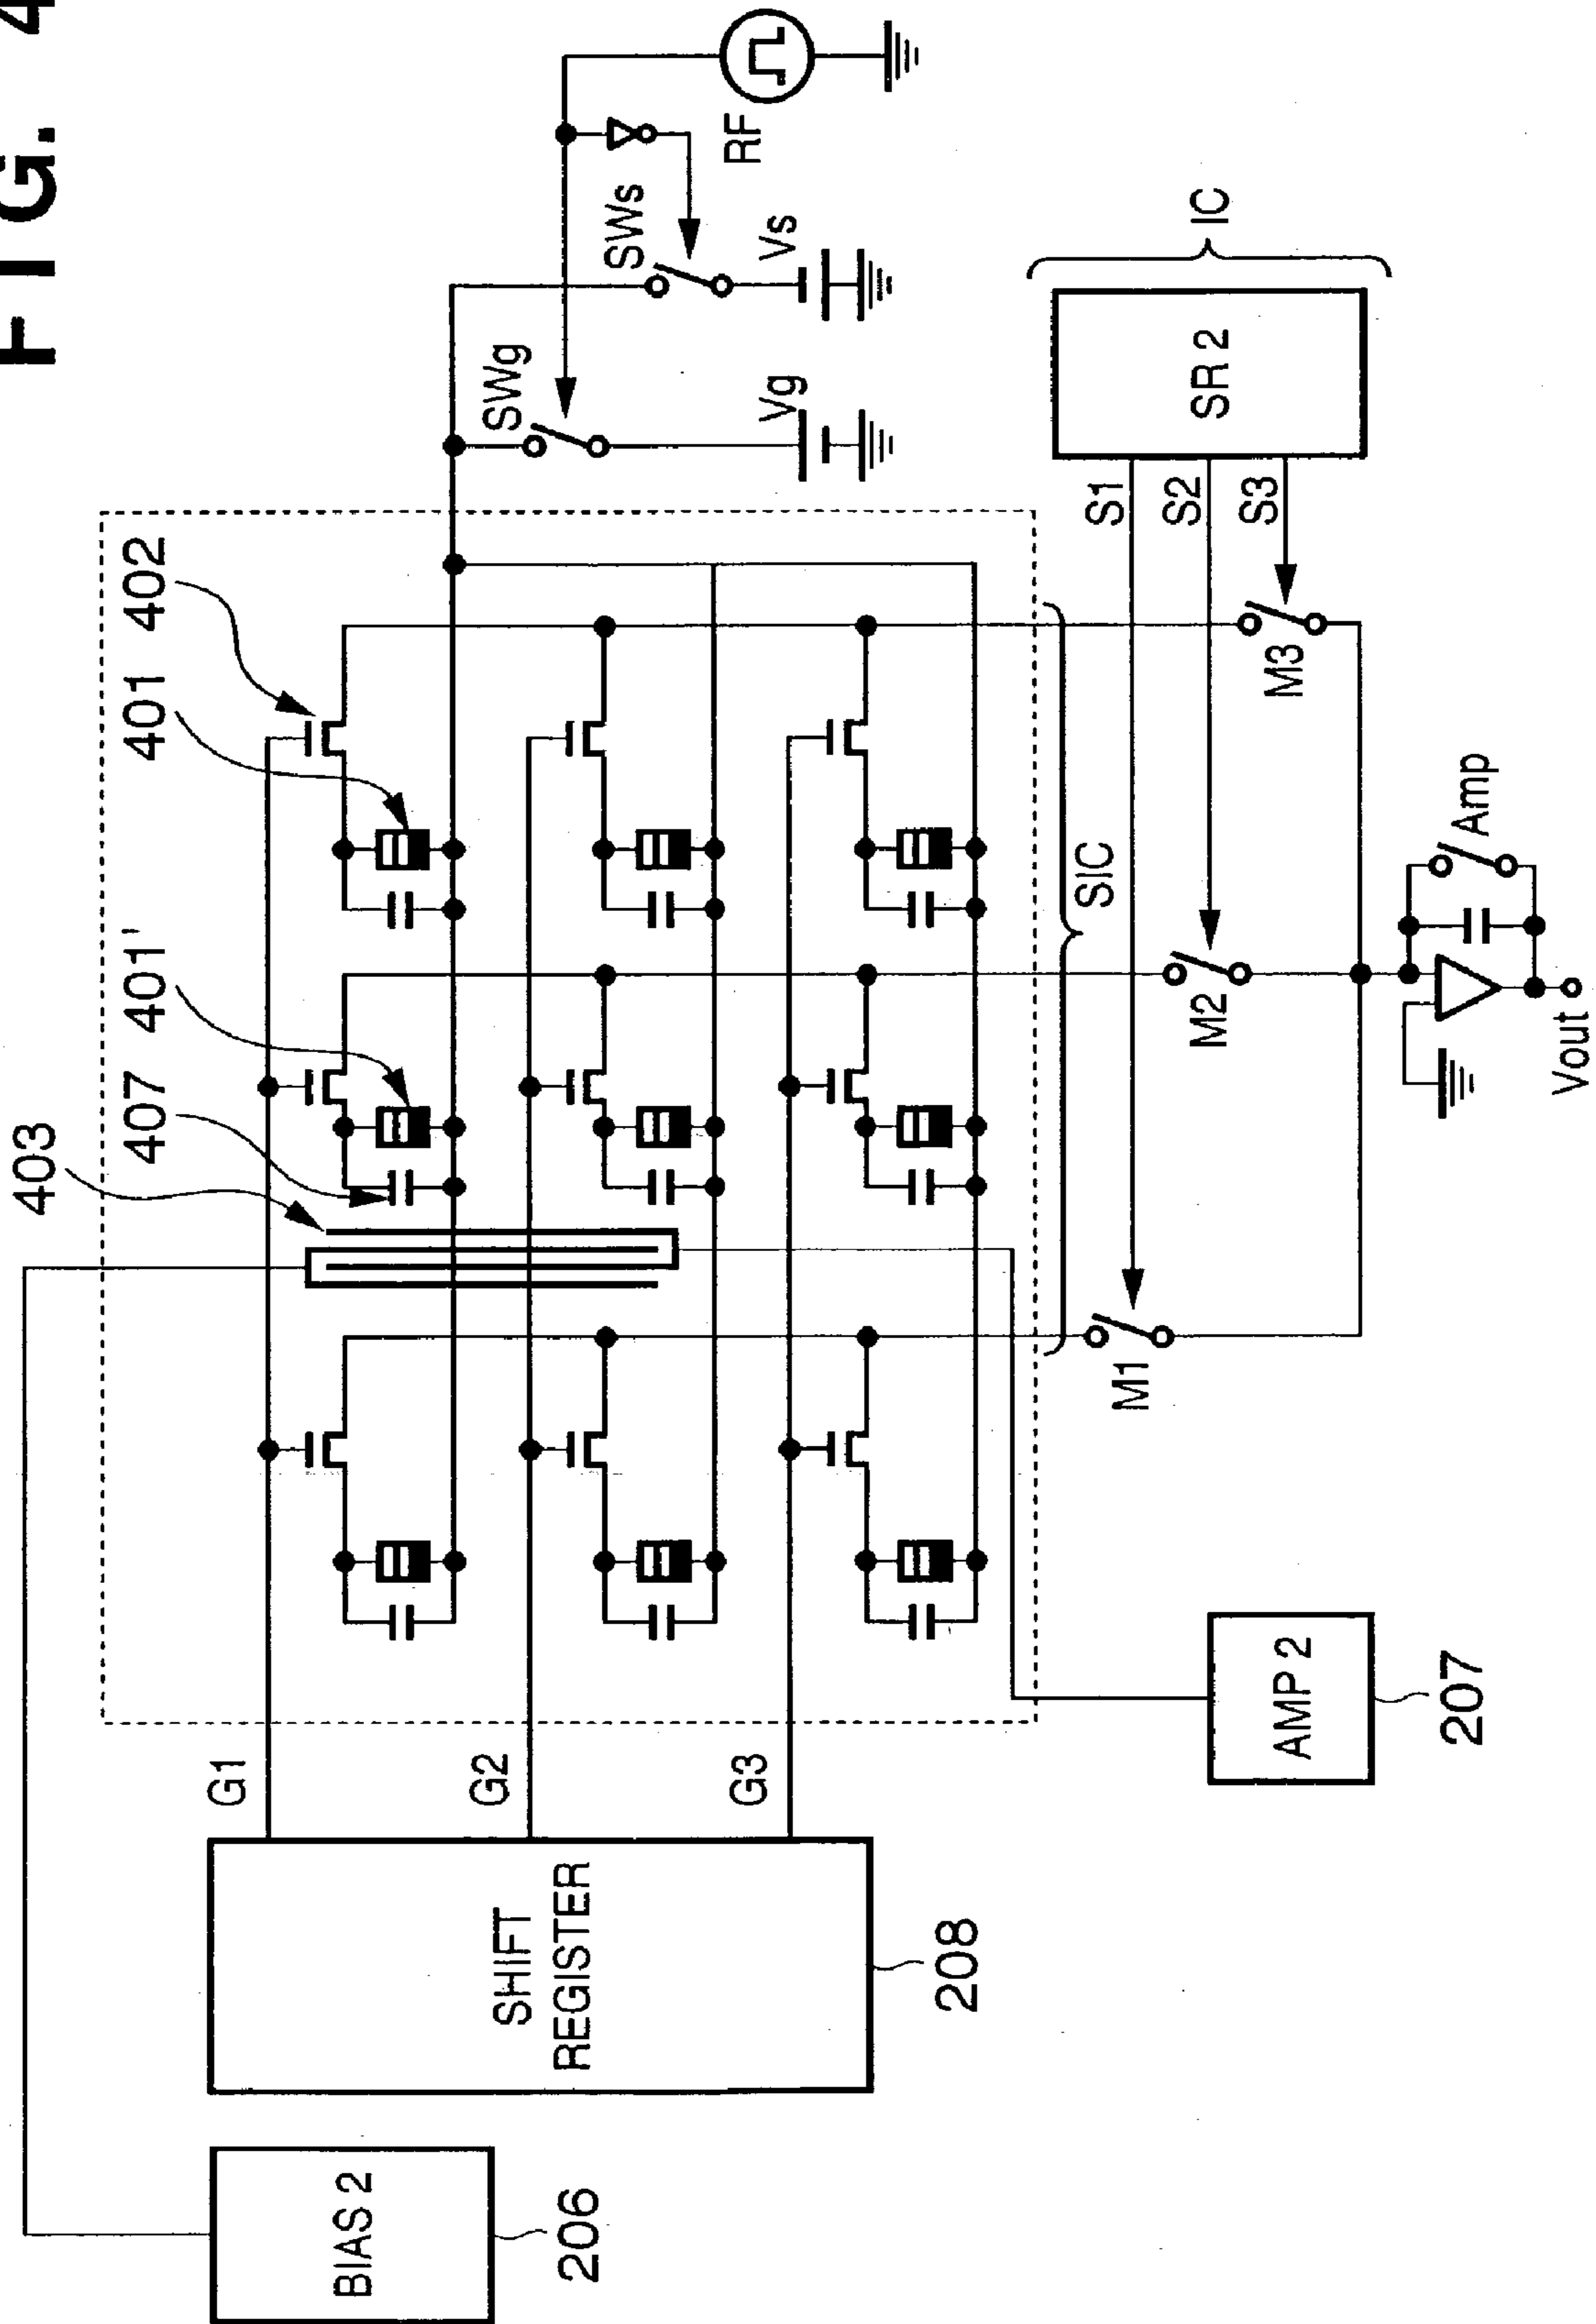 FIG. 4
403
407
401'
401
402
SWg
SWs
RF
Vg
Vs
G1
G2
G3
SHIFT
REGISTER
208
BIAS 2
206
AMP 2
207
SIC
S1
S2
S3
SR 2
IC
M1
M2
M3
Amp
Vout